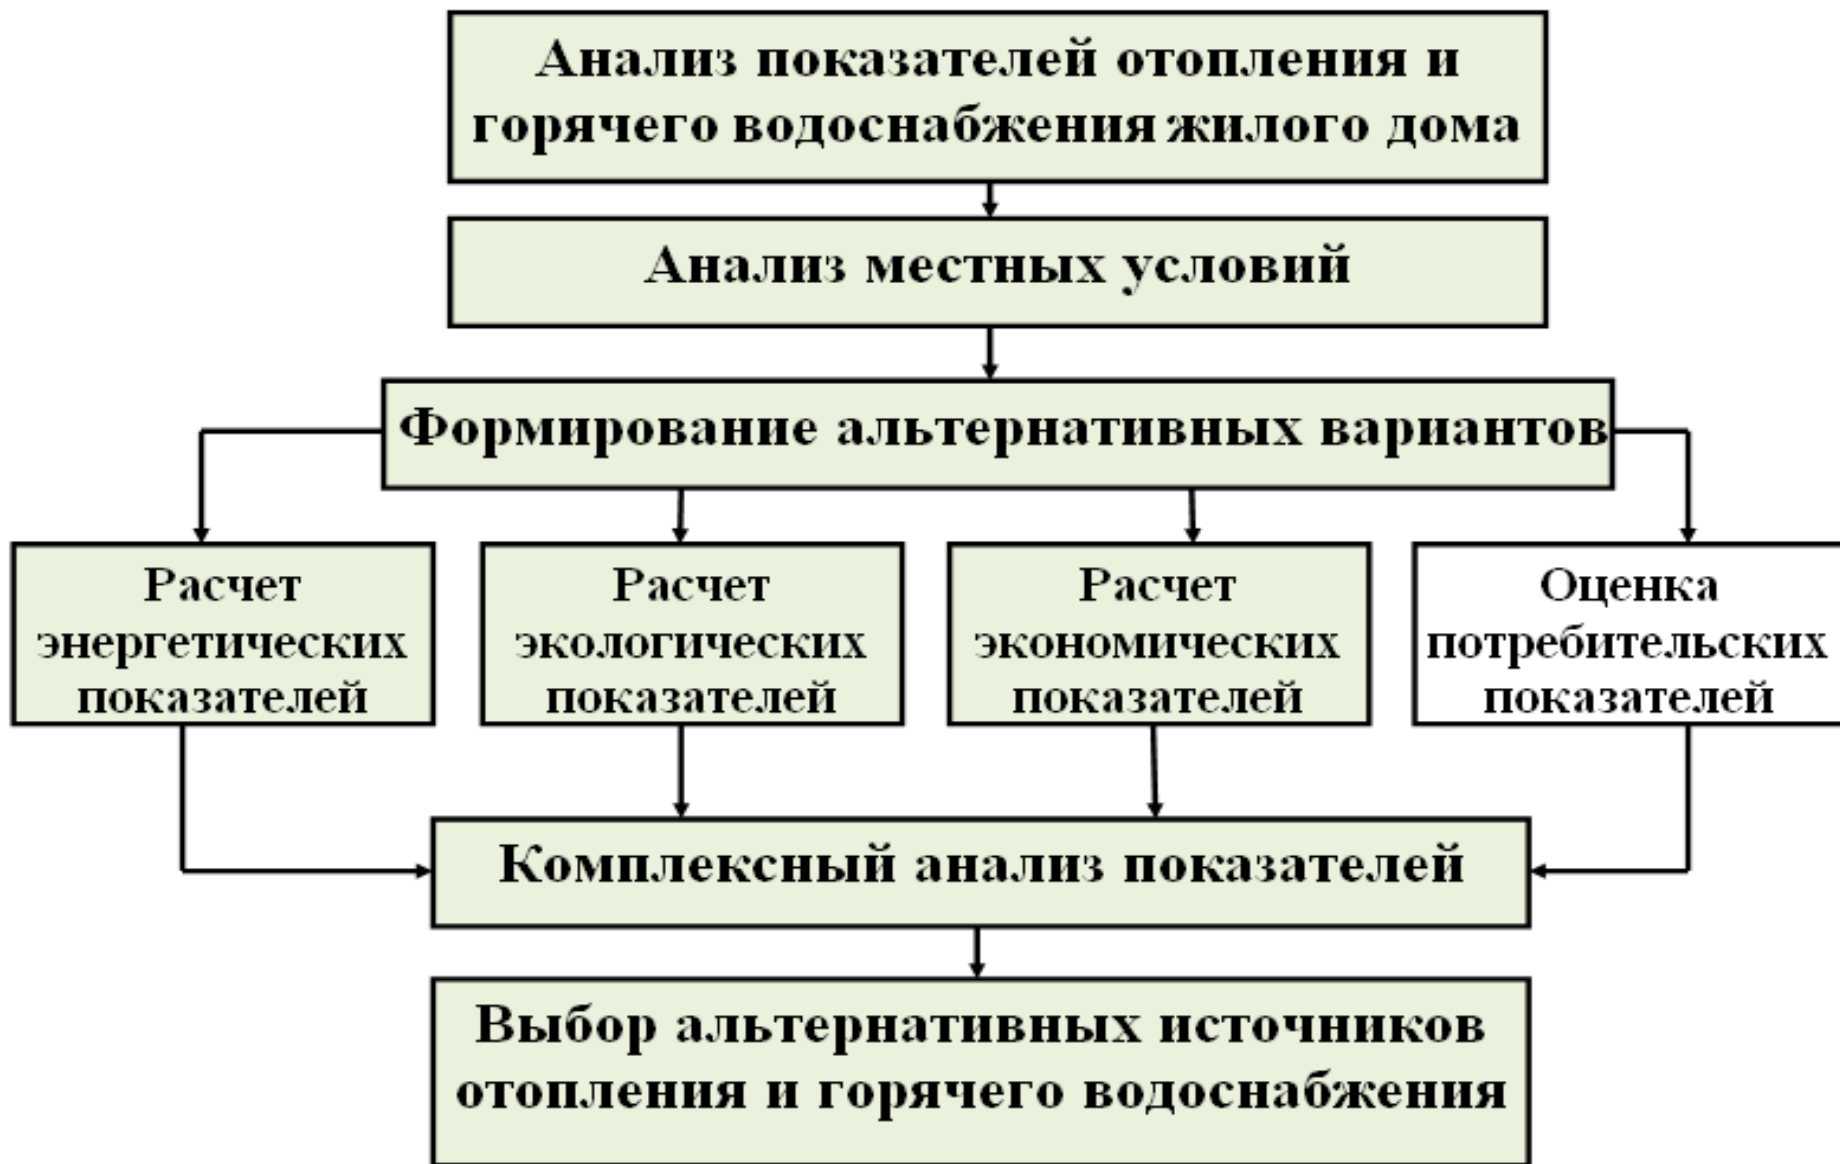 Анализ показателей отопления и
горячего водоснабжения жилого дома
Анализ местных условий
Формирование альтернативных вариантов
Расчет
энергетических
показателей
Расчет
экологических
показателей
Расчет
экономических
показателей
Оценка
потребительских
показателей
Комплексный анализ показателей
Выбор альтернативных источников
отопления и горячего водоснабжения